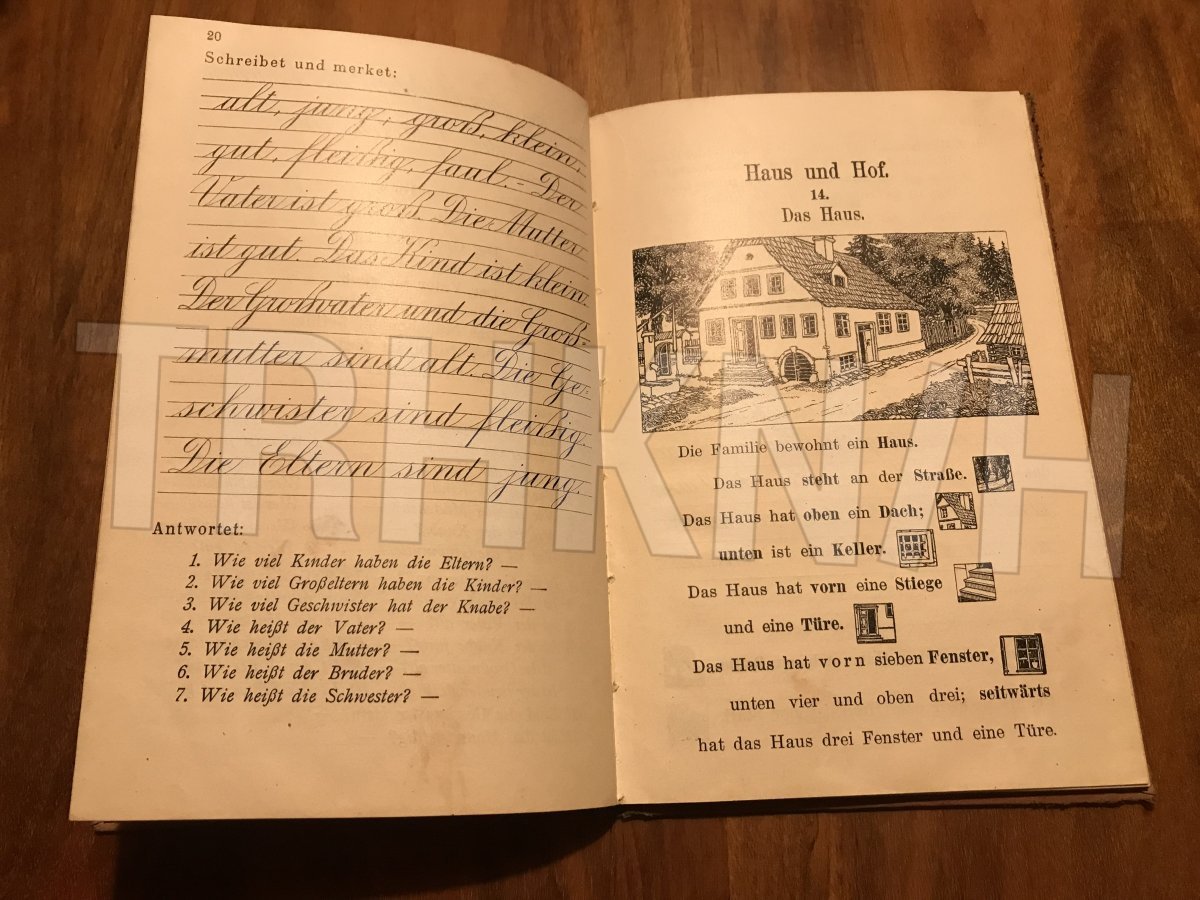 20
Schreibet und merket:
alt, jung, groß, klein,
gut, fleißig, faul. - Der
Vater ist groß. Die Mutter
ist gut. Das Kind ist klein.
Der Großvater und die Groß-
mutter sind alt. Die Ge-
schwister sind fleißig.
Die Eltern sind jung.
Antwortet:
1. Wie viel Kinder haben die Eltern? —
2. Wie viel Großeltern haben die Kinder? —
3. Wie viel Geschwister hat der Knabe? —
4. Wie heißt der Vater? —
5. Wie heißt die Mutter? —
6. Wie heißt der Bruder? —
7. Wie heißt die Schwester? —
Haus und Hof.
14.
Das Haus.
Die Familie bewohnt ein Haus.
Das Haus steht an der Straße.
Das Haus hat oben ein Dach;
unten ist ein Keller.
Das Haus hat vorn eine Stiege
und eine Türe.
Das Haus hat vorn sieben Fenster,
unten vier und oben drei; seitwärts
hat das Haus drei Fenster und eine Türe.
TRHKNAH